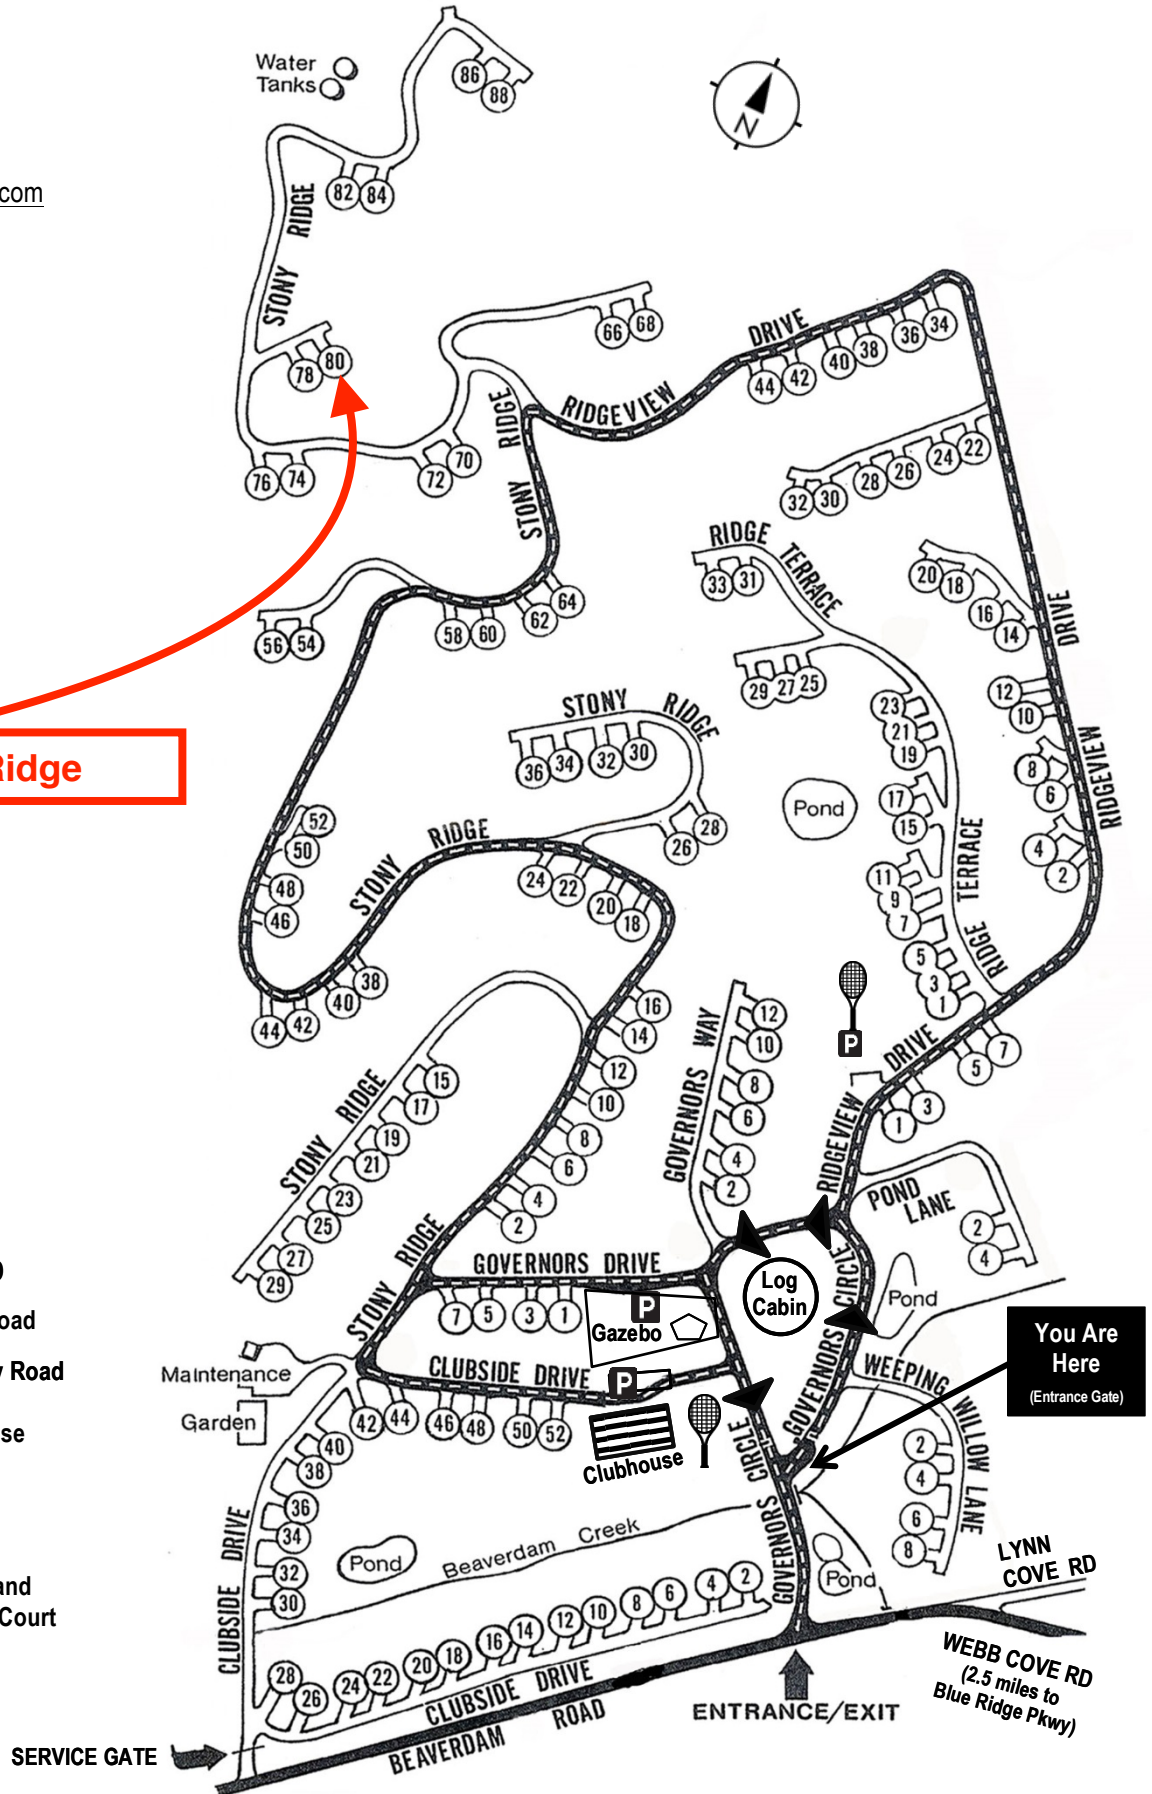 Water
Tanks
86
88
N
com
82
84
STONY RIDGE
66
68
DRIVE
34
36
38
40
42
44
78
80
RIDGEVIEW
STONY RIDGE
70
72
74
76
22
24
26
28
30
32
RIDGE TERRACE
33
31
20
18
16
14
DRIVE
64
62
60
58
56
54
29
27
25
12
10
23
21
19
STONY RIDGE
36
34
32
30
RIDGEVIEW
8
6
Ridge
Pond
17
15
28
26
4
2
52
50
48
46
STONY RIDGE
24
22
20
18
11
9
7
TERRACE
RIDGE
5
3
1
38
40
42
44
16
14
12
10
P
GOVERNORS WAY
12
10
8
6
4
2
DRIVE
7
5
3
1
RIDGEVIEW
STONY RIDGE
15
17
19
21
23
25
27
29
8
6
4
2
POND
LANE
2
4
STONY RIDGE
GOVERNORS DRIVE
7
5
3
1
P
Gazebo
Log
Cabin
GOVERNORS CIRCLE
Pond
oad
y Road
se
and
Court
You Are
Here
(Entrance Gate)
Maintenance
Garden
CLUBSIDE DRIVE
P
42
44
46
48
50
52
Clubhouse
WEEPING WILLOW LANE
2
4
6
8
40
38
36
34
32
30
CLUBSIDE DRIVE
GOVERNORS CIRCLE
Pond
Beaverdam Creek
Pond
LYNN
COVE RD
28
26
24
22
20
18
16
14
12
10
8
6
4
2
CLUBSIDE DRIVE
BEAVERDAM ROAD
WEBB COVE RD
(2.5 miles to
Blue Ridge Pkwy)
ENTRANCE/EXIT
SERVICE GATE